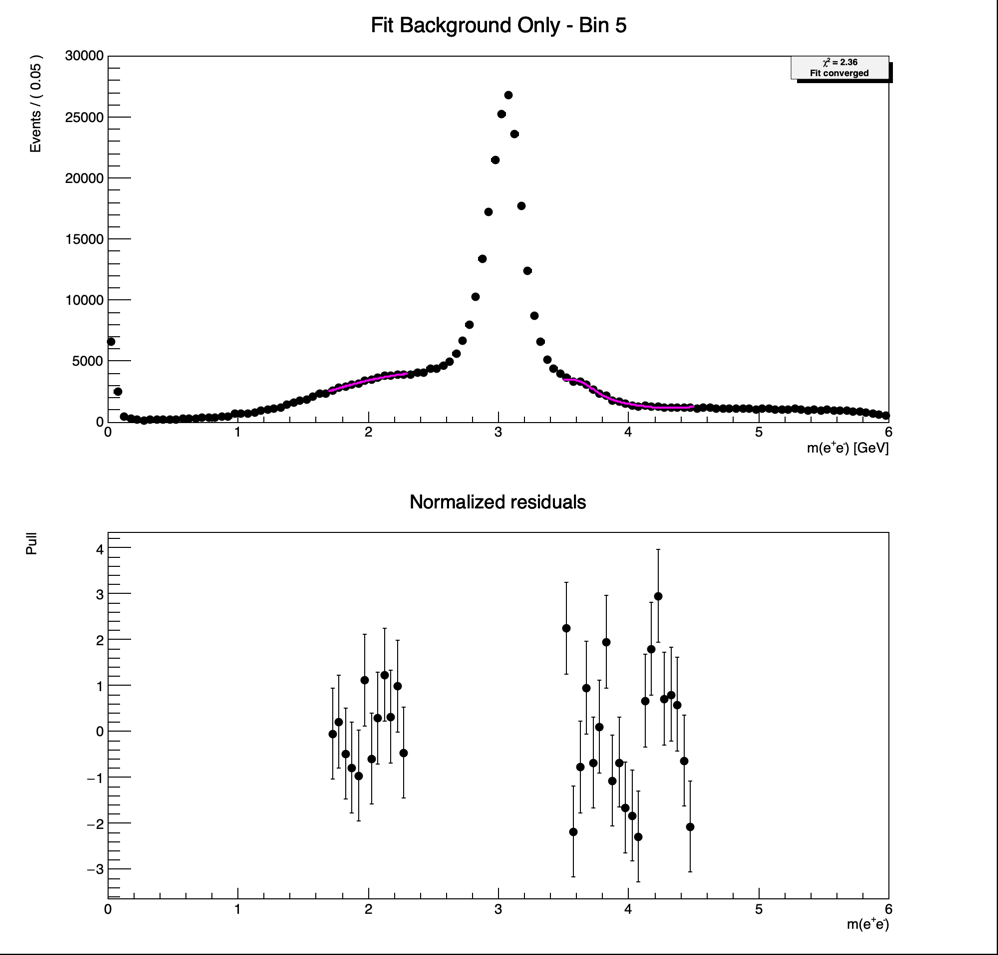 Fit Background Only - Bin 5
Events / ( 0.05 )
χ² = 2.36
Fit converged
30000
25000
20000
15000
10000
5000
0
0 1 2 3 4 5 6
m(e⁺e⁻) [GeV]
Normalized residuals
Pull
4
3
2
1
0
−1
−2
−3
0 1 2 3 4 5 6
m(e⁺e⁻)